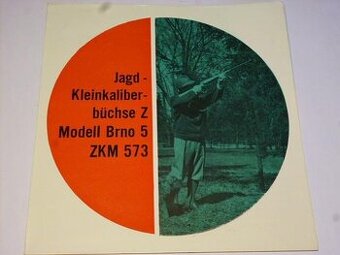 Jagd -
Kleinkaliber-
büchse Z
Modell Brno 5
ZKM 573